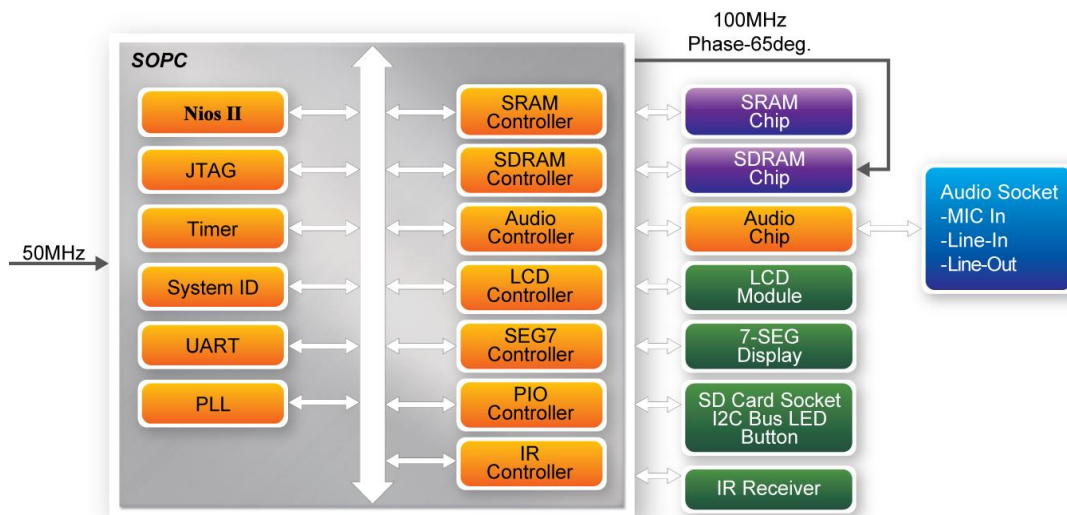 100MHz
Phase-65deg.
SOPC
50MHz
Nios II
JTAG
Timer
System ID
UART
PLL
SRAM
Controller
SDRAM
Controller
Audio
Controller
LCD
Controller
SEG7
Controller
PIO
Controller
IR
Controller
SRAM
Chip
SDRAM
Chip
Audio
Chip
LCD
Module
7-SEG
Display
SD Card Socket
I2C Bus LED
Button
IR Receiver
Audio Socket
-MIC In
-Line-In
-Line-Out